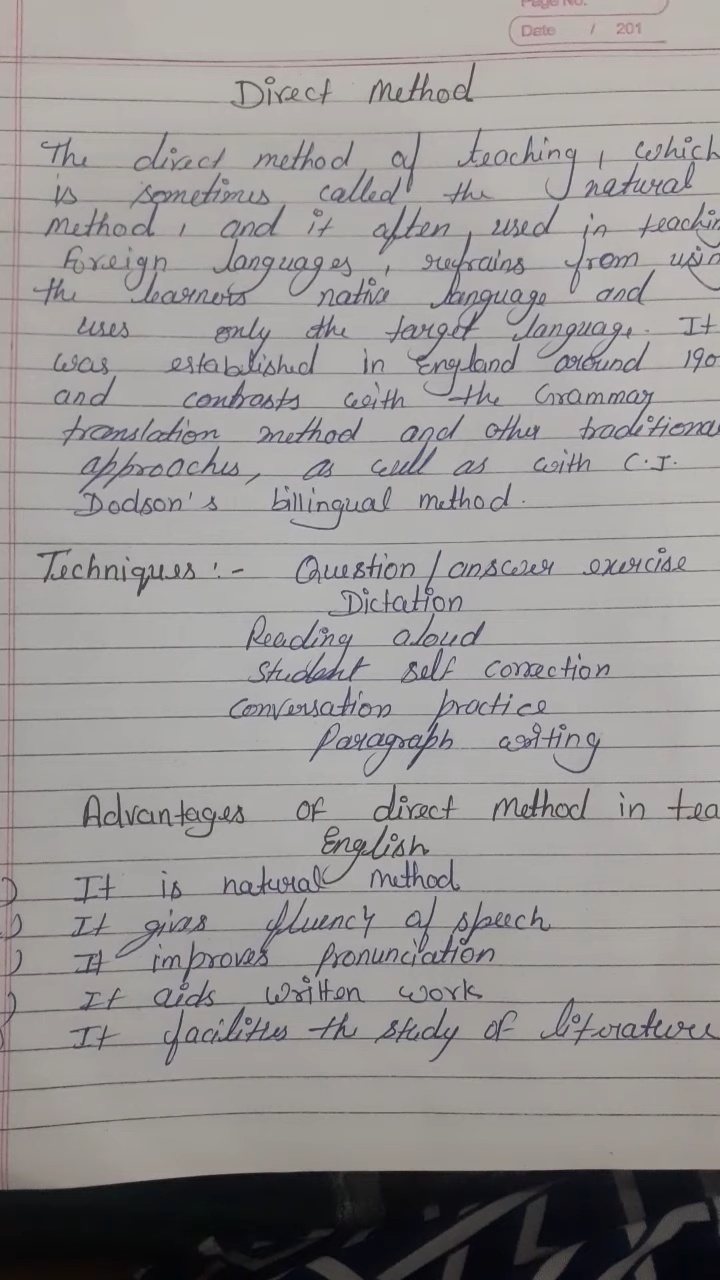 Page No.
Date / 201
Direct Method
The direct method of teaching, which
is sometimes called the natural
method, and it often used in teachin
foreign languages, refrains from usin
the learners native language and
uses only the target language. It
was established in England around 190
and contrasts with the Grammar
translation method and other traditiona
approaches, as well as with C.J.
Dodson's billingual method.
Techniques :- Question / answer exercise
Dictation
Reading aloud
Student self correction
Conversation practice
Paragraph writing
Advantages of direct Method in tea
English
It is natural method
It gives fluency of speech
It improves pronunciation
It aids written work
It facilities the study of literature